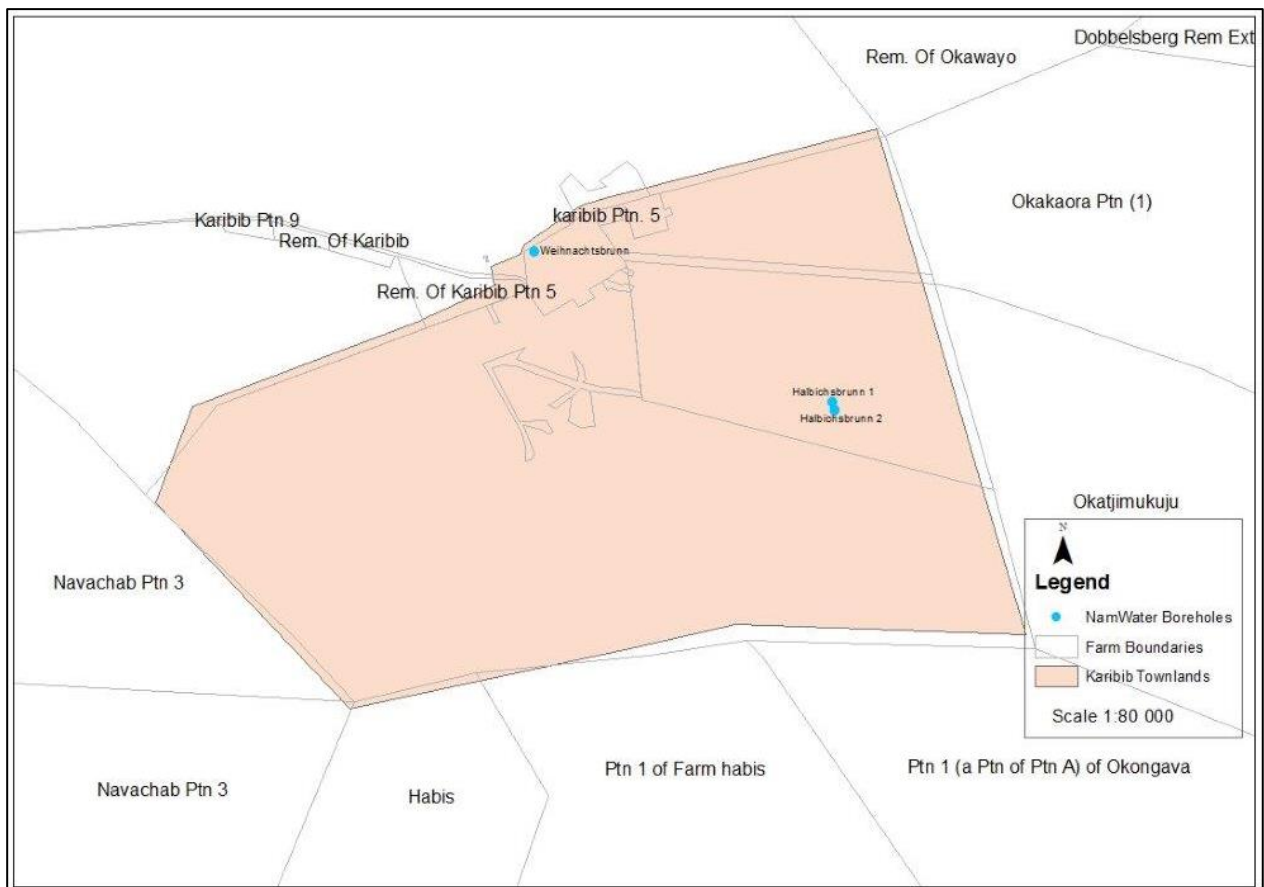 Dobbelsberg Rem Ext
Rem. Of Okawayo
Okakaora Ptn (1)
karibib Ptn. 5
Karibib Ptn 9
Rem. Of Karibib
Weihnachtsbrunn
Rem. Of Karibib Ptn 5
Halbichsbrunn 1
Halbichsbrunn 2
Okatjimukuju
N
Legend
NamWater Boreholes
Farm Boundaries
Karibib Townlands
Scale 1:80 000
Navachab Ptn 3
Ptn 1 of Farm habis
Ptn 1 (a Ptn of Ptn A) of Okongava
Navachab Ptn 3
Habis